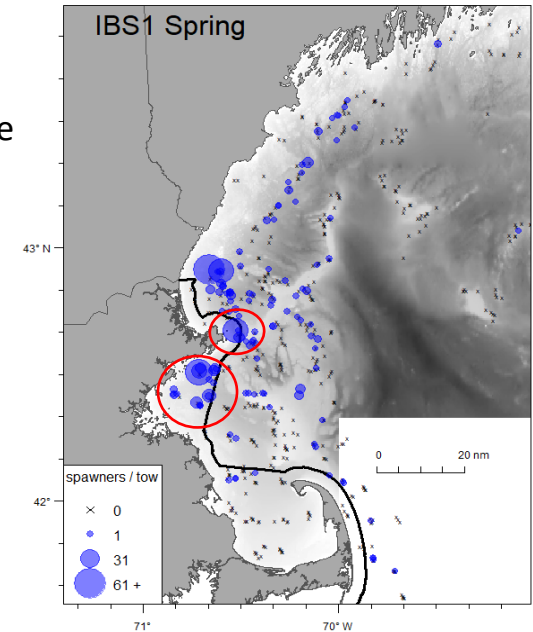 IBS1 Spring
e
43° N
0 20 nm
spawners / tow
0
1
31
61 +
42°
71° 70° W